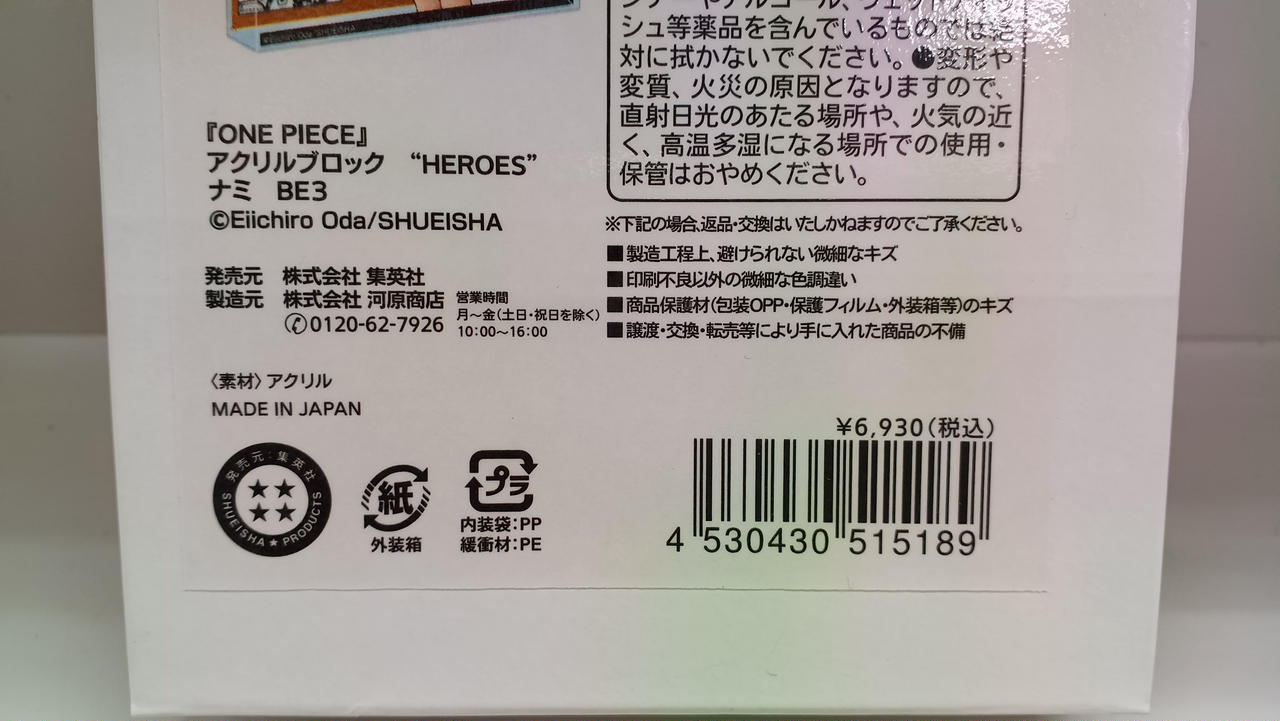 ©Eiichiro Oda/SHUEISHA
シュ等薬品を含んでいるものでは絶
対に拭かないでください。●変形や
変質、火災の原因となりますので、
直射日光のあたる場所や、火気の近
く、高温多湿になる場所での使用・
保管はおやめください。
『ONE PIECE』
アクリルブロック “HEROES”
ナミ BE3
©Eiichiro Oda/SHUEISHA
※下記の場合、返品・交換はいたしかねますのでご了承ください。
■製造工程上、避けられない微細なキズ
■印刷不良以外の微細な色調違い
■商品保護材(包装OPP・保護フィルム・外装箱等)のキズ
■譲渡・交換・転売等により手に入れた商品の不備
発売元 株式会社 集英社
製造元 株式会社 河原商店
0120-62-7926
営業時間
月～金(土日・祝日を除く)
10:00～16:00
〈素材〉アクリル
MADE IN JAPAN
発売元:集英社
SHUEISHA★PRODUCTS
紙
外装箱
プラ
内装袋:PP
緩衝材:PE
¥6,930(税込)
4 530430 515189